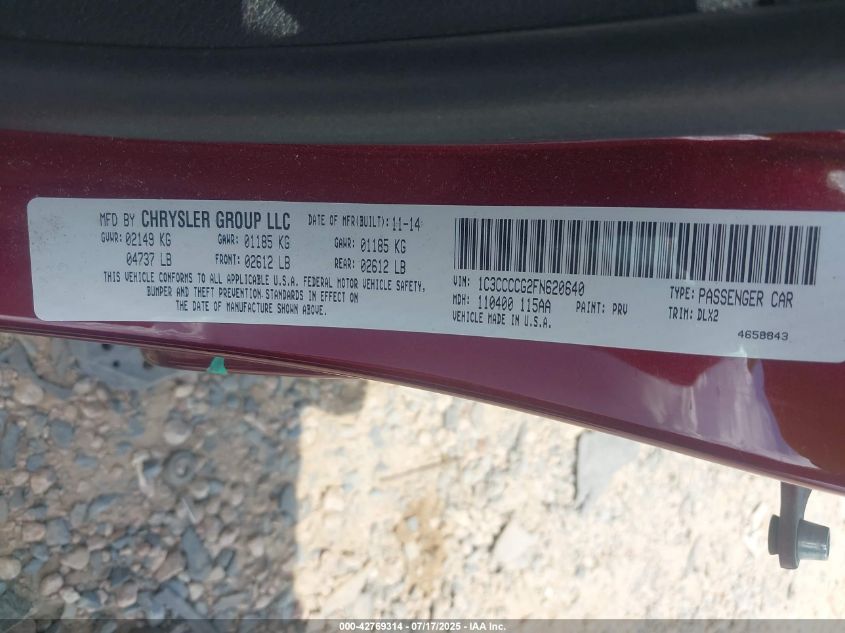 MFD BY CHRYSLER GROUP LLC DATE OF MFR(BUILT): 11-14
GVWR: 02149 KG GAWR: 01185 KG GAWR: 01185 KG
04737 LB FRONT: 02612 LB REAR: 02612 LB
THIS VEHICLE CONFORMS TO ALL APPLICABLE U.S.A. FEDERAL MOTOR VEHICLE SAFETY,
BUMPER AND THEFT PREVENTION STANDARDS IN EFFECT ON
THE DATE OF MANUFACTURE SHOWN ABOVE.
VIN: 1C3CCCCG2FN620640
MDH: 110400 115AA PAINT: PRV
VEHICLE MADE IN U.S.A.
TYPE: PASSENGER CAR
TRIM: DLX2
4658843
000-42769314 - 07/17/2025 - IAA Inc.